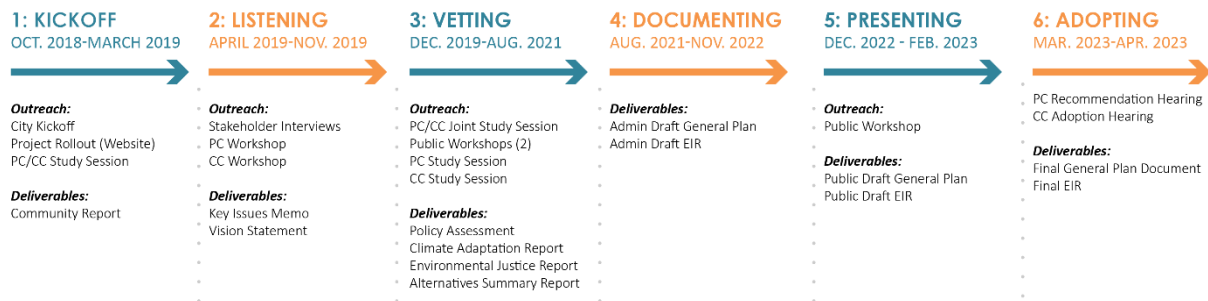 1: KICKOFF
OCT. 2018-MARCH 2019
Outreach:
City Kickoff
Project Rollout (Website)
PC/CC Study Session
Deliverables:
Community Report
2: LISTENING
APRIL 2019-NOV. 2019
Outreach:
Stakeholder Interviews
PC Workshop
CC Workshop
Deliverables:
Key Issues Memo
Vision Statement
3: VETTING
DEC. 2019-AUG. 2021
Outreach:
PC/CC Joint Study Session
Public Workshops (2)
PC Study Session
CC Study Session
Deliverables:
Policy Assessment
Climate Adaptation Report
Environmental Justice Report
Alternatives Summary Report
4: DOCUMENTING
AUG. 2021-NOV. 2022
Deliverables:
Admin Draft General Plan
Admin Draft EIR
5: PRESENTING
DEC. 2022 - FEB. 2023
Outreach:
Public Workshop
Deliverables:
Public Draft General Plan
Public Draft EIR
6: ADOPTING
MAR. 2023-APR. 2023
PC Recommendation Hearing
CC Adoption Hearing
Deliverables:
Final General Plan Document
Final EIR